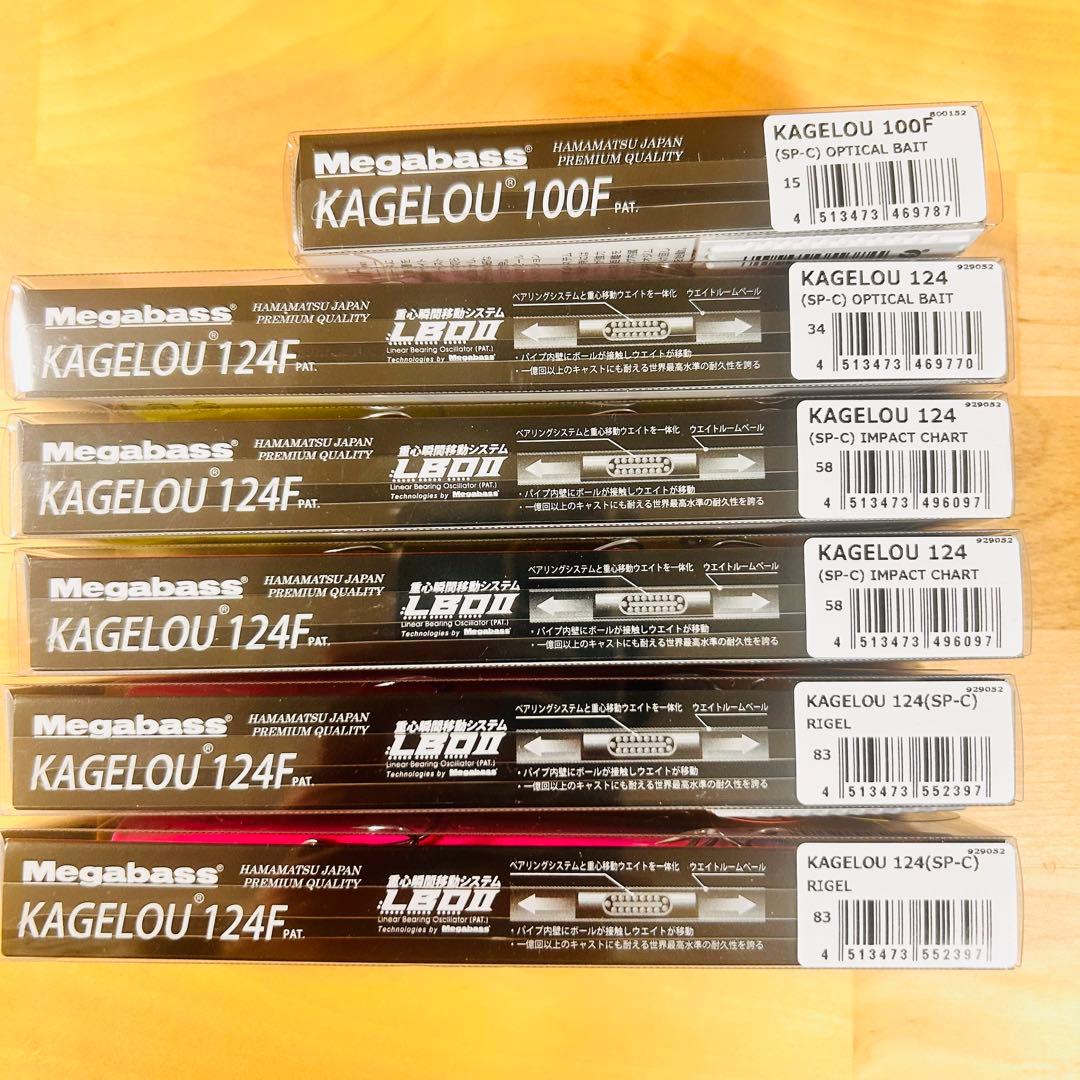 Megabass®
HAMAMATSU JAPAN
PREMIUM QUALITY
KAGELOU® 100F PAT.
800152
KAGELOU 100F
(SP-C) OPTICAL BAIT
15
4 513473 469787
Megabass®
HAMAMATSU JAPAN
PREMIUM QUALITY
KAGELOU® 124F PAT.
重心瞬間移動システム
LBOII
Linear Bearing Oscillator (PAT.)
Technologies by Megabass®
ベアリングシステムと重心移動ウエイトを一体化 ウエイトルームベール
・パイプ内壁にボールが接触しウエイトが移動
・一億回以上のキャストにも耐える世界最高水準の耐久性を誇る
929052
KAGELOU 124
(SP-C) OPTICAL BAIT
34
4 513473 469770
Megabass®
HAMAMATSU JAPAN
PREMIUM QUALITY
KAGELOU® 124F PAT.
重心瞬間移動システム
LBOII
Linear Bearing Oscillator (PAT.)
Technologies by Megabass®
ベアリングシステムと重心移動ウエイトを一体化 ウエイトルームベール
・パイプ内壁にボールが接触しウエイトが移動
・一億回以上のキャストにも耐える世界最高水準の耐久性を誇る
929052
KAGELOU 124
(SP-C) IMPACT CHART
58
4 513473 496097
Megabass®
HAMAMATSU JAPAN
PREMIUM QUALITY
KAGELOU® 124F PAT.
重心瞬間移動システム
LBOII
Linear Bearing Oscillator (PAT.)
Technologies by Megabass®
ベアリングシステムと重心移動ウエイトを一体化 ウエイトルームベール
・パイプ内壁にボールが接触しウエイトが移動
・一億回以上のキャストにも耐える世界最高水準の耐久性を誇る
929052
KAGELOU 124
(SP-C) IMPACT CHART
58
4 513473 496097
Megabass®
HAMAMATSU JAPAN
PREMIUM QUALITY
KAGELOU® 124F PAT.
重心瞬間移動システム
LBOII
Linear Bearing Oscillator (PAT.)
Technologies by Megabass®
ベアリングシステムと重心移動ウエイトを一体化 ウエイトルームベール
・パイプ内壁にボールが接触しウエイトが移動
・一億回以上のキャストにも耐える世界最高水準の耐久性を誇る
929052
KAGELOU 124(SP-C)
RIGEL
83
4 513473 552397
Megabass®
HAMAMATSU JAPAN
PREMIUM QUALITY
KAGELOU® 124F PAT.
重心瞬間移動システム
LBOII
Linear Bearing Oscillator (PAT.)
Technologies by Megabass®
ベアリングシステムと重心移動ウエイトを一体化 ウエイトルームベール
・パイプ内壁にボールが接触しウエイトが移動
・一億回以上のキャストにも耐える世界最高水準の耐久性を誇る
929052
KAGELOU 124(SP-C)
RIGEL
83
4 513473 552397